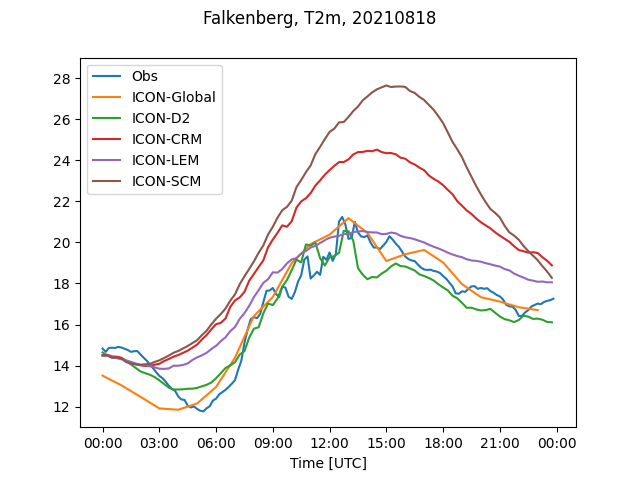 Falkenberg, T2m, 20210818
Obs
ICON-Global
ICON-D2
ICON-CRM
ICON-LEM
ICON-SCM
28
26
24
22
20
18
16
14
12
00:00 03:00 06:00 09:00 12:00 15:00 18:00 21:00 00:00
Time [UTC]